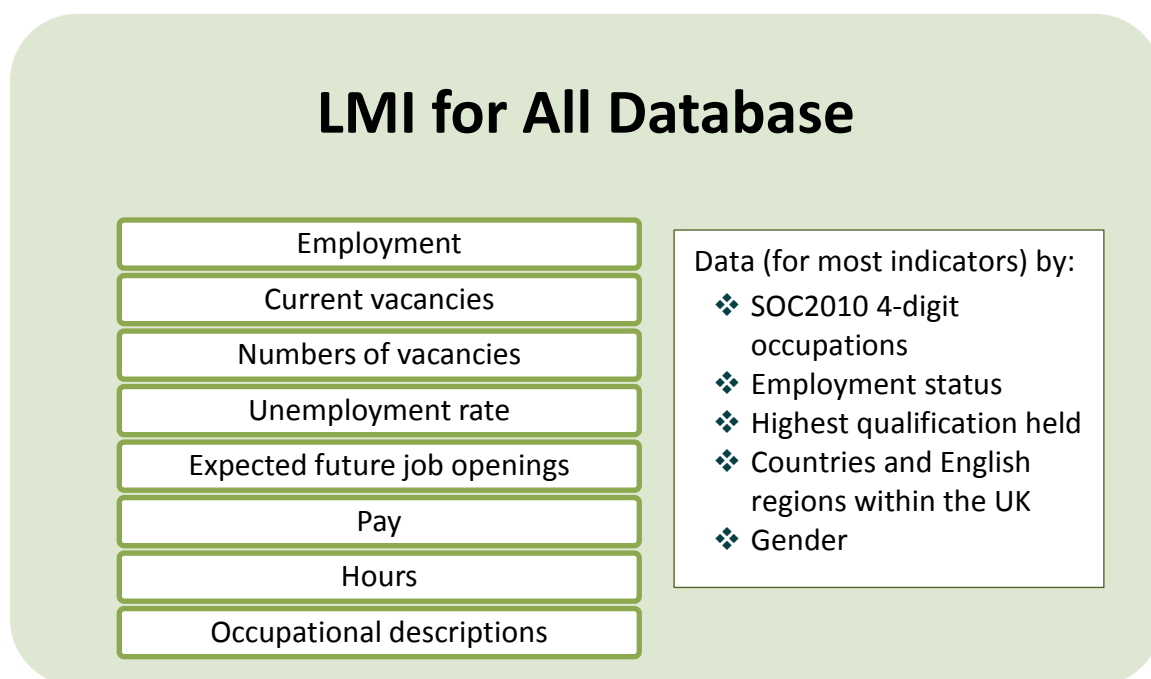 LMI for All Database
Employment
Current vacancies
Numbers of vacancies
Unemployment rate
Expected future job openings
Pay
Hours
Occupational descriptions
Data (for most indicators) by:
❖ SOC2010 4-digit
occupations
❖ Employment status
❖ Highest qualification held
❖ Countries and English
regions within the UK
❖ Gender